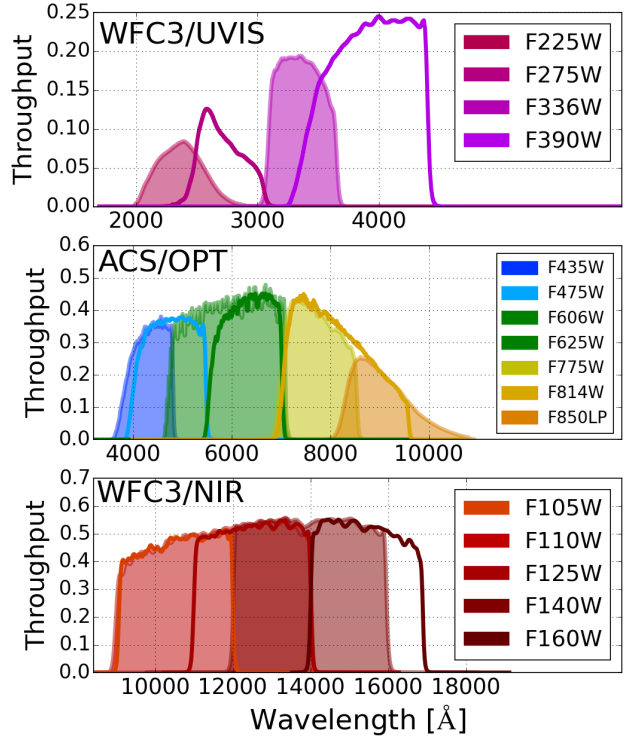 WFC3/UVIS
Throughput
0.25
0.20
0.15
0.10
0.05
0.00
2000 3000 4000
F225W
F275W
F336W
F390W
ACS/OPT
Throughput
0.6
0.5
0.4
0.3
0.2
0.1
0.0
4000 6000 8000 10000
F435W
F475W
F606W
F625W
F775W
F814W
F850LP
WFC3/NIR
Throughput
0.7
0.6
0.5
0.4
0.3
0.2
0.1
0.0
10000 12000 14000 16000 18000
F105W
F110W
F125W
F140W
F160W
Wavelength [Å]